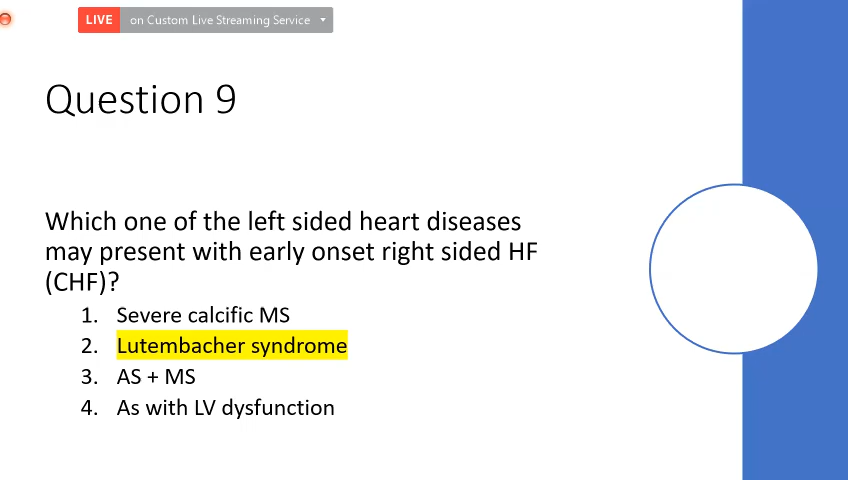 LIVE on Custom Live Streaming Service
Question 9
Which one of the left sided heart diseases
may present with early onset right sided HF
(CHF)?
1. Severe calcific MS
2. Lutembacher syndrome
3. AS + MS
4. As with LV dysfunction